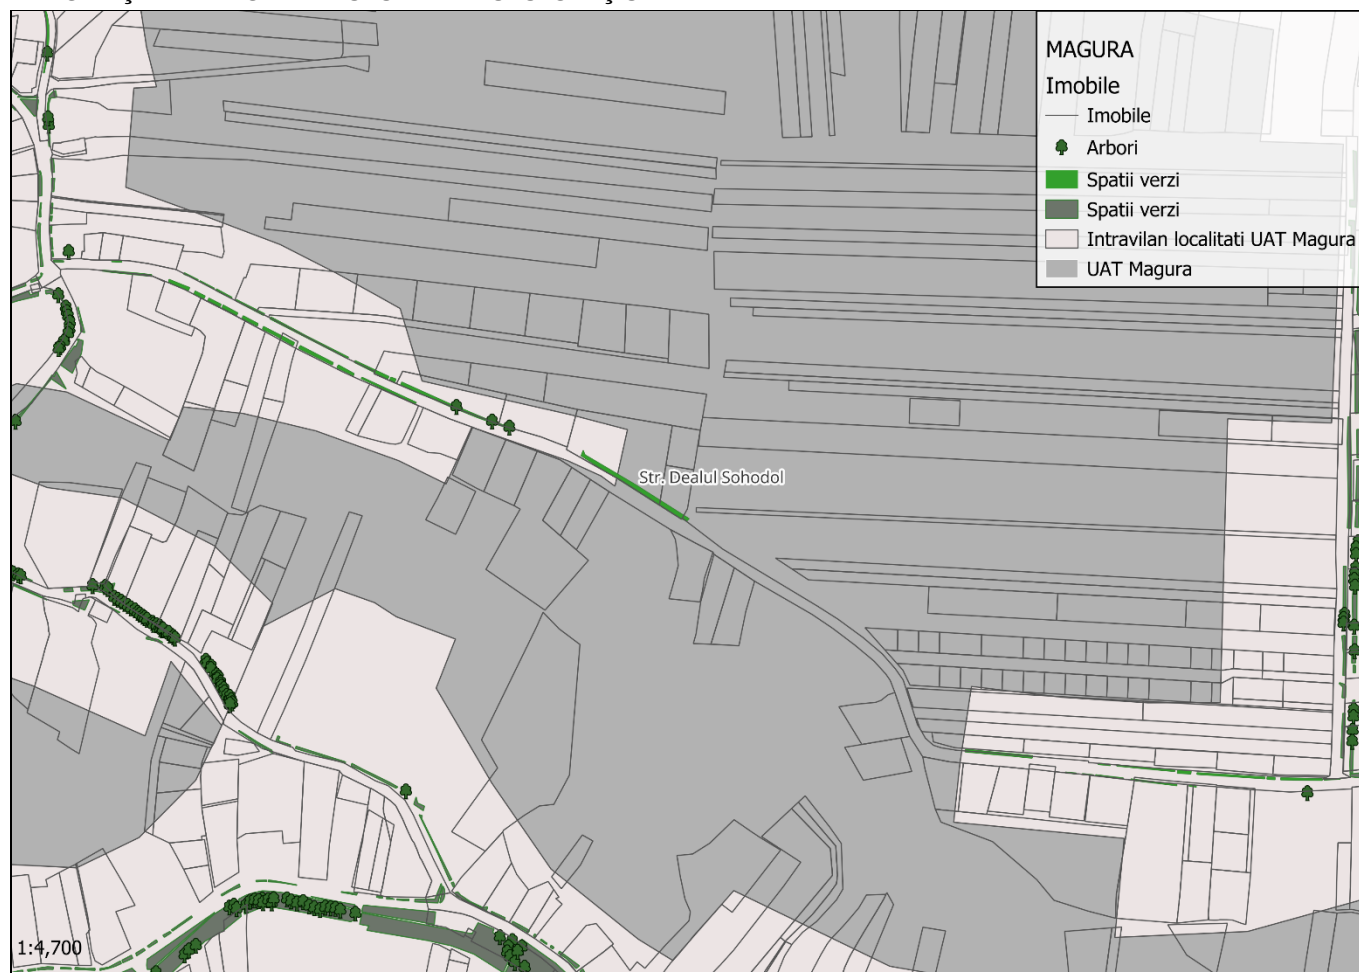 MAGURA
Imobile
Imobile
Arbori
Spatii verzi
Spatii verzi
Intravilan localitati UAT Magura
UAT Magura
Str. Dealul Sohodol
1:4,700